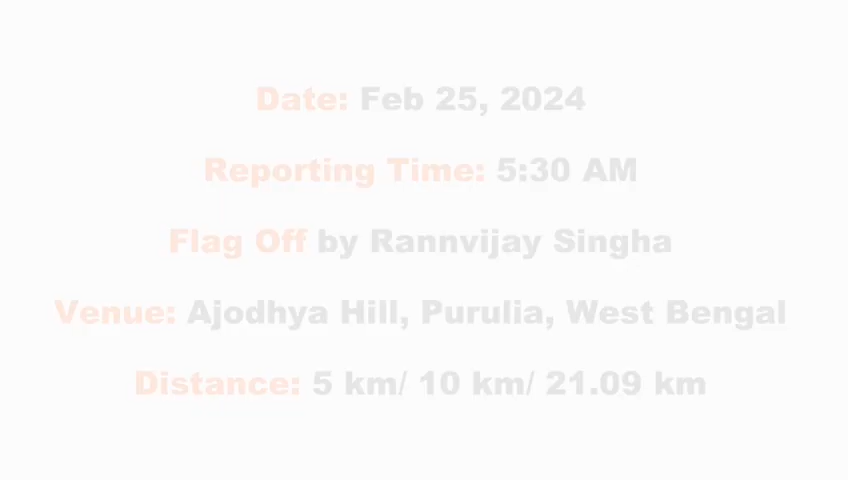 Date: Feb 25, 2024
Reporting Time: 5:30 AM
Flag Off by Rannvijay Singha
Venue: Ajodhya Hill, Purulia, West Bengal
Distance: 5 km/ 10 km/ 21.09 km